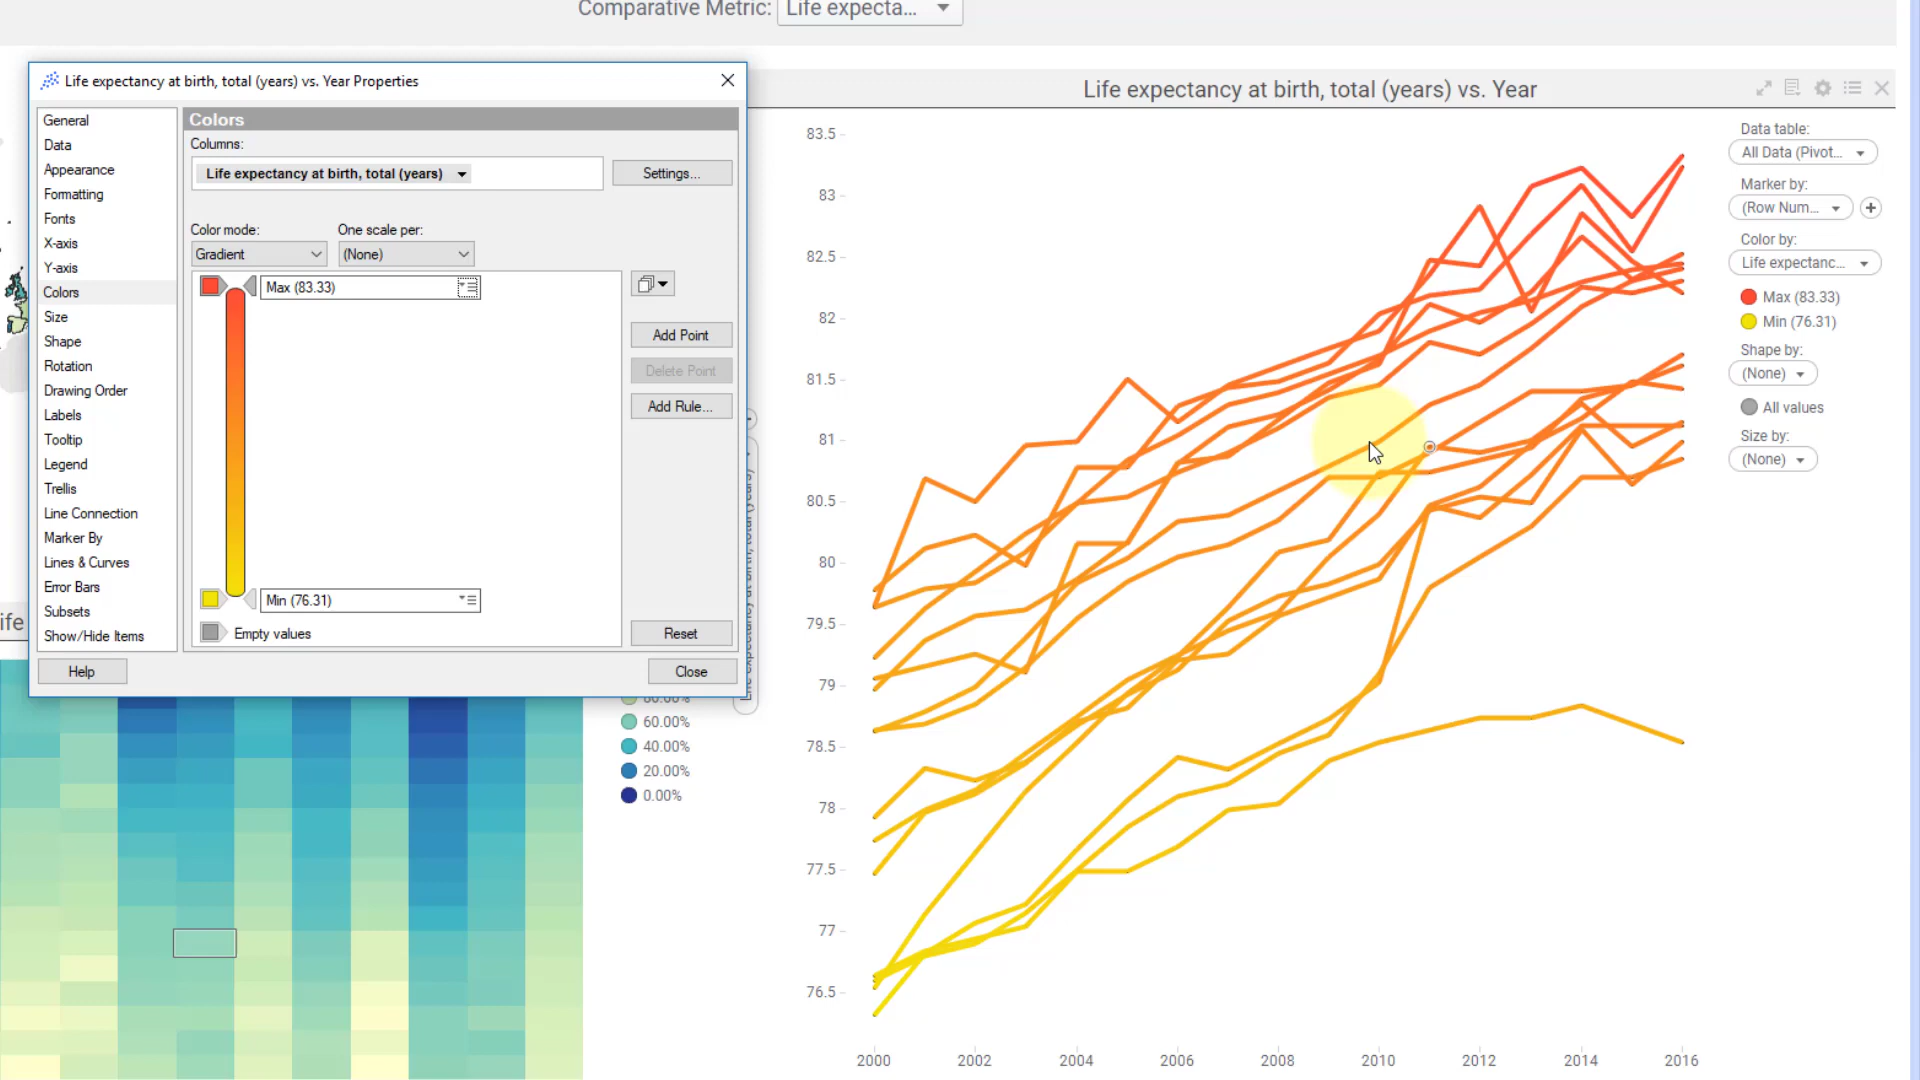 Comparative Metric: Life expecta...
Life expectancy at birth, total (years) vs. Year Properties
General
Data
Appearance
Formatting
Fonts
X-axis
Y-axis
Colors
Size
Shape
Rotation
Drawing Order
Labels
Tooltip
Legend
Trellis
Line Connection
Marker By
Lines & Curves
Error Bars
Subsets
Show/Hide Items
Colors
Columns:
Life expectancy at birth, total (years)
Settings...
Color mode:
One scale per:
Gradient
(None)
Max (83.33)
Add Point
Delete Point
Add Rule...
Min (76.31)
Empty values
Reset
Help
Close
ife
60.00%
40.00%
20.00%
0.00%
Life expectancy at birth, total (years) vs. Year
83.5
83
82.5
82
81.5
81
80.5
80
79.5
79
78.5
78
77.5
77
76.5
2000 2002 2004 2006 2008 2010 2012 2014 2016
Data table:
All Data (Pivot...
Marker by:
(Row Num...
Color by:
Life expectanc...
Max (83.33)
Min (76.31)
Shape by:
(None)
All values
Size by:
(None)